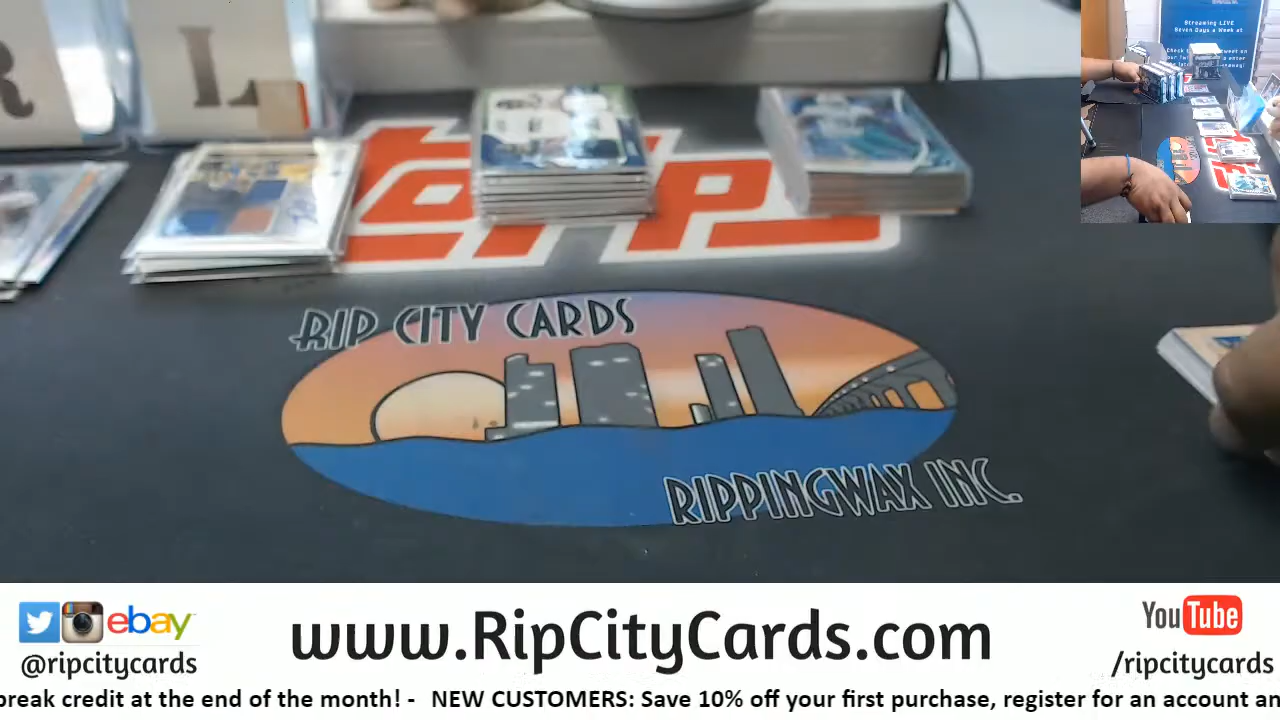 R L
Streaming LIVE
Seven Days a Week at
RIP CITY CARDS
RIPPINGWAX INC.
ebay
@ripcitycards
www.RipCityCards.com
YouTube
/ripcitycards
break credit at the end of the month! - NEW CUSTOMERS: Save 10% off your first purchase, register for an account an